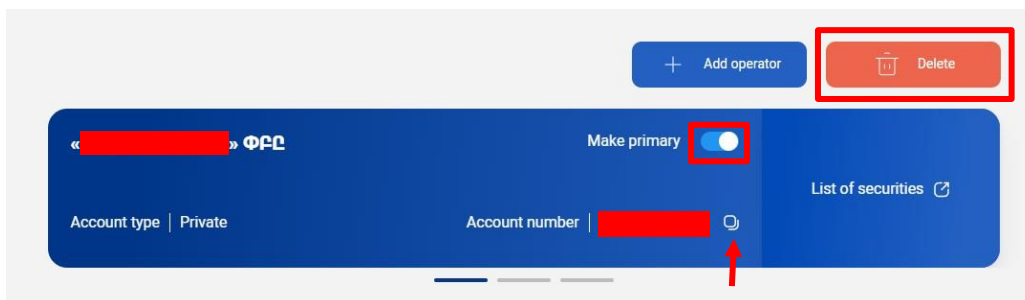 Add operator
Delete
« » ՓԲԸ
Make primary
List of securities
Account type | Private
Account number |